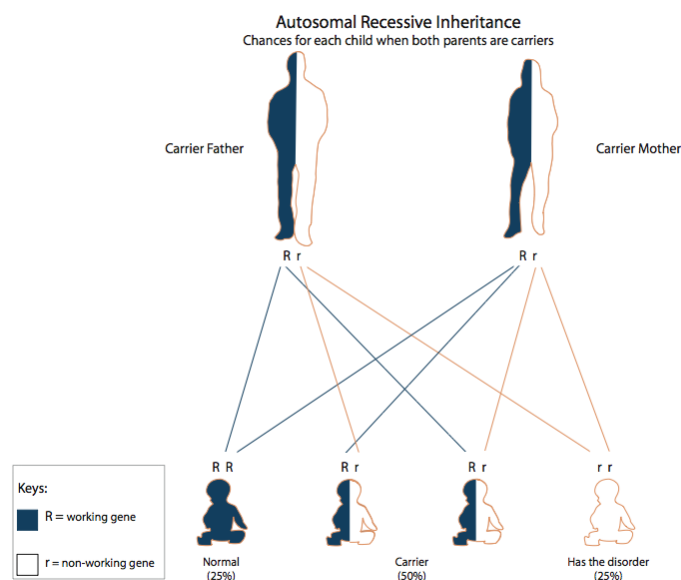 Autosomal Recessive Inheritance
Chances for each child when both parents are carriers
Carrier Father
Carrier Mother
R r
R r
R R
R r
R r
r r
Keys:
R = working gene
r = non-working gene
Normal
(25%)
Carrier
(50%)
Has the disorder
(25%)